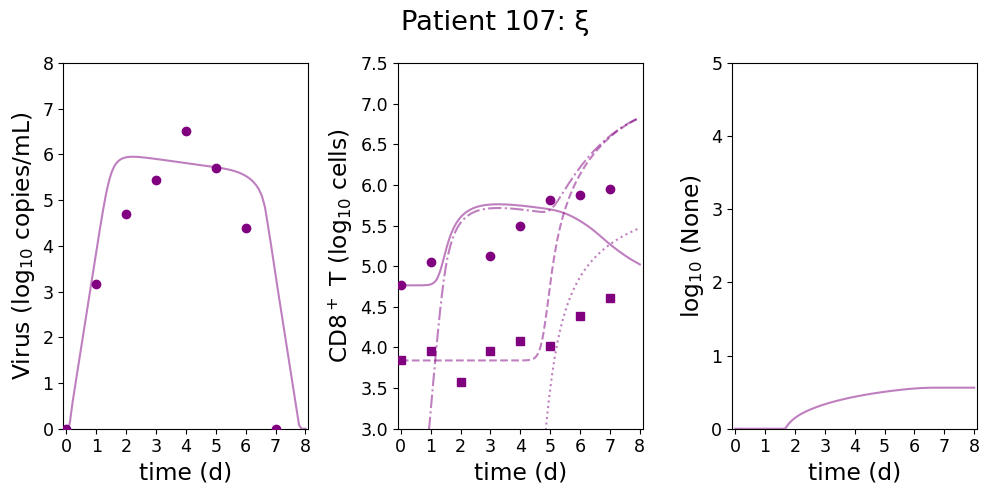 Patient 107: ξ
Virus (log₁₀ copies/mL)
8
7
6
5
4
3
2
1
0
0 1 2 3 4 5 6 7 8
time (d)
CD8⁺ T (log₁₀ cells)
7.5
7.0
6.5
6.0
5.5
5.0
4.5
4.0
3.5
3.0
0 1 2 3 4 5 6 7 8
time (d)
log₁₀ (None)
5
4
3
2
1
0
0 1 2 3 4 5 6 7 8
time (d)